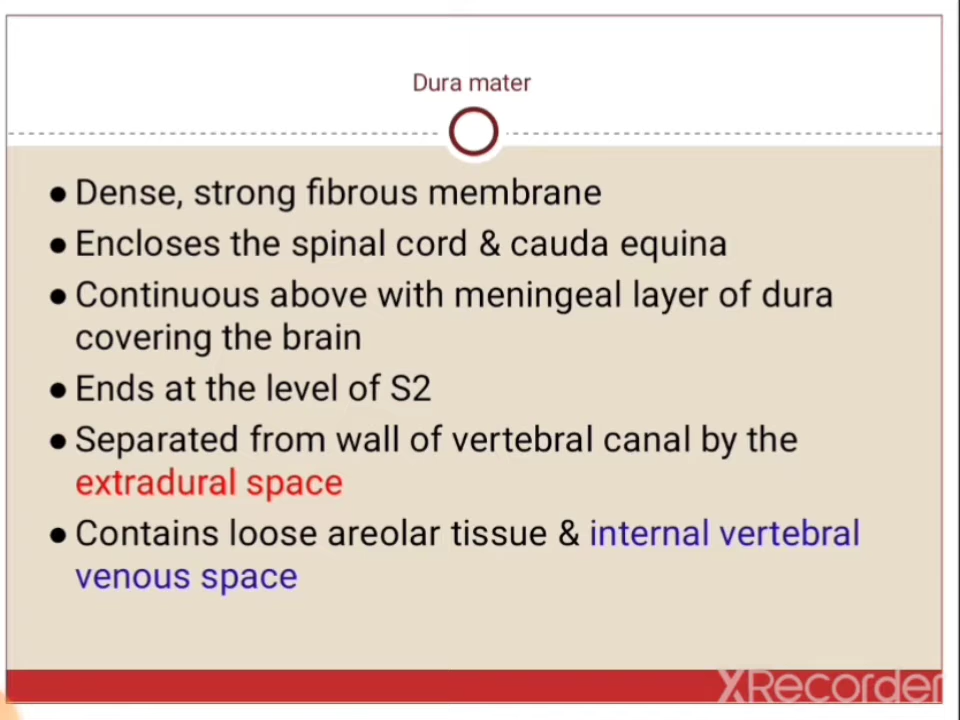 Dura mater
● Dense, strong fibrous membrane
● Encloses the spinal cord & cauda equina
● Continuous above with meningeal layer of dura
covering the brain
● Ends at the level of S2
● Separated from wall of vertebral canal by the
extradural space
● Contains loose areolar tissue & internal vertebral
venous space
XRecorder